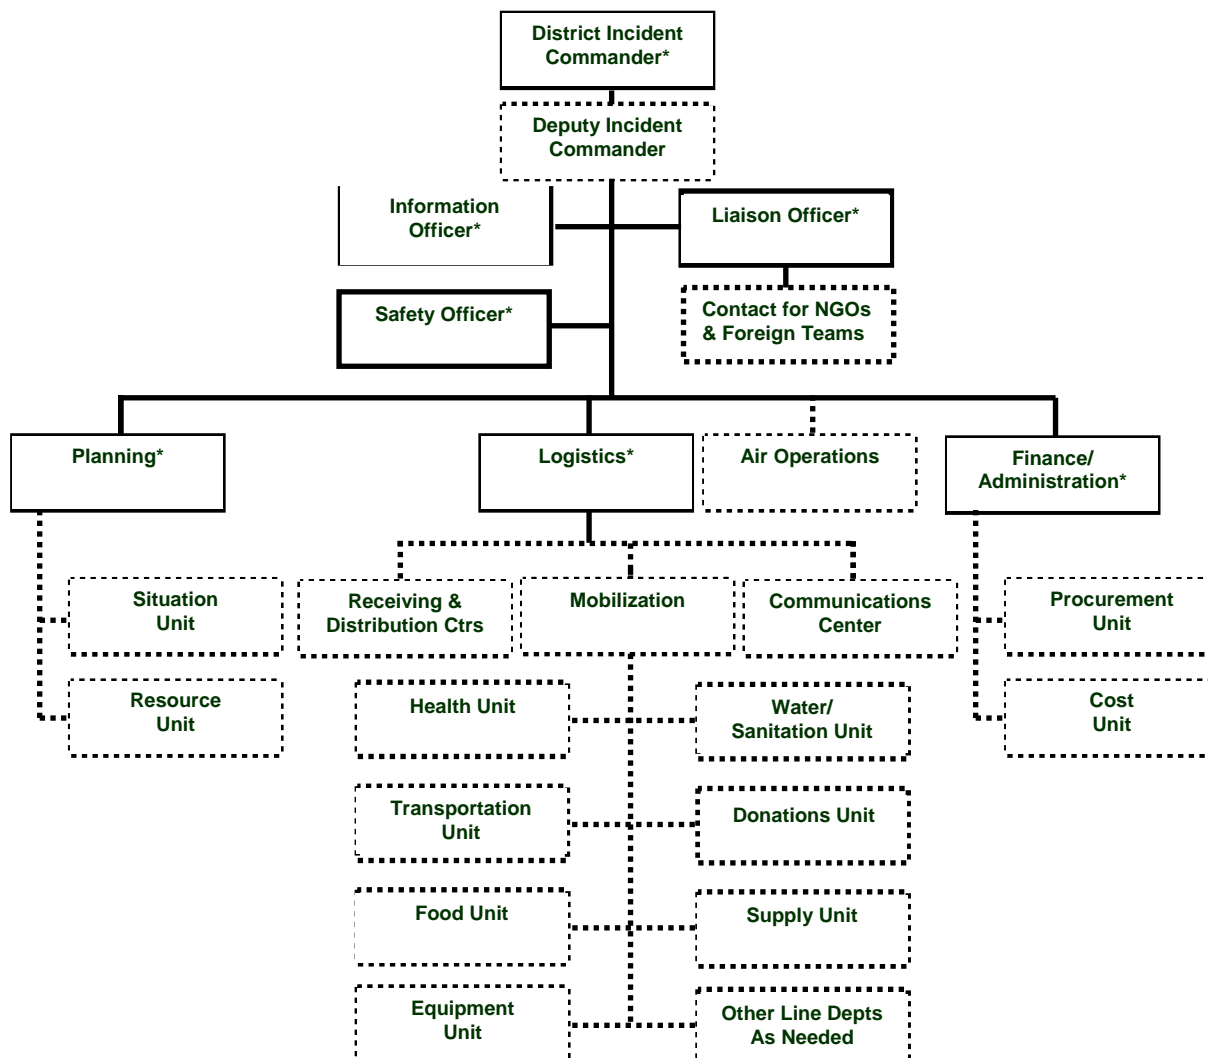 District Incident
Commander*
Deputy Incident
Commander
Information
Officer*
Liaison Officer*
Safety Officer*
Contact for NGOs
& Foreign Teams
Planning*
Logistics*
Air Operations
Finance/
Administration*
Situation
Unit
Receiving &
Distribution Ctrs
Mobilization
Communications
Center
Procurement
Unit
Resource
Unit
Health Unit
Water/
Sanitation Unit
Cost
Unit
Transportation
Unit
Donations Unit
Food Unit
Supply Unit
Equipment
Unit
Other Line Depts
As Needed